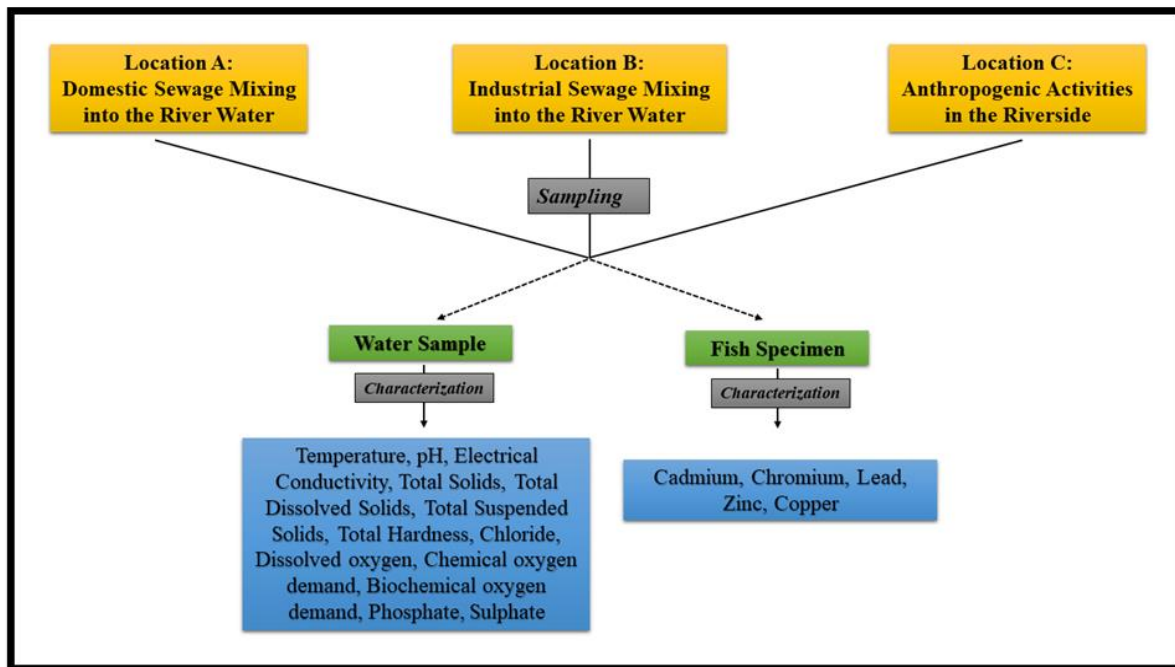 Location A:
Domestic Sewage Mixing
into the River Water
Location B:
Industrial Sewage Mixing
into the River Water
Location C:
Anthropogenic Activities
in the Riverside
Sampling
Water Sample
Fish Specimen
Characterization
Characterization
Temperature, pH, Electrical
Conductivity, Total Solids, Total
Dissolved Solids, Total Suspended
Solids, Total Hardness, Chloride,
Dissolved oxygen, Chemical oxygen
demand, Biochemical oxygen
demand, Phosphate, Sulphate
Cadmium, Chromium, Lead,
Zinc, Copper